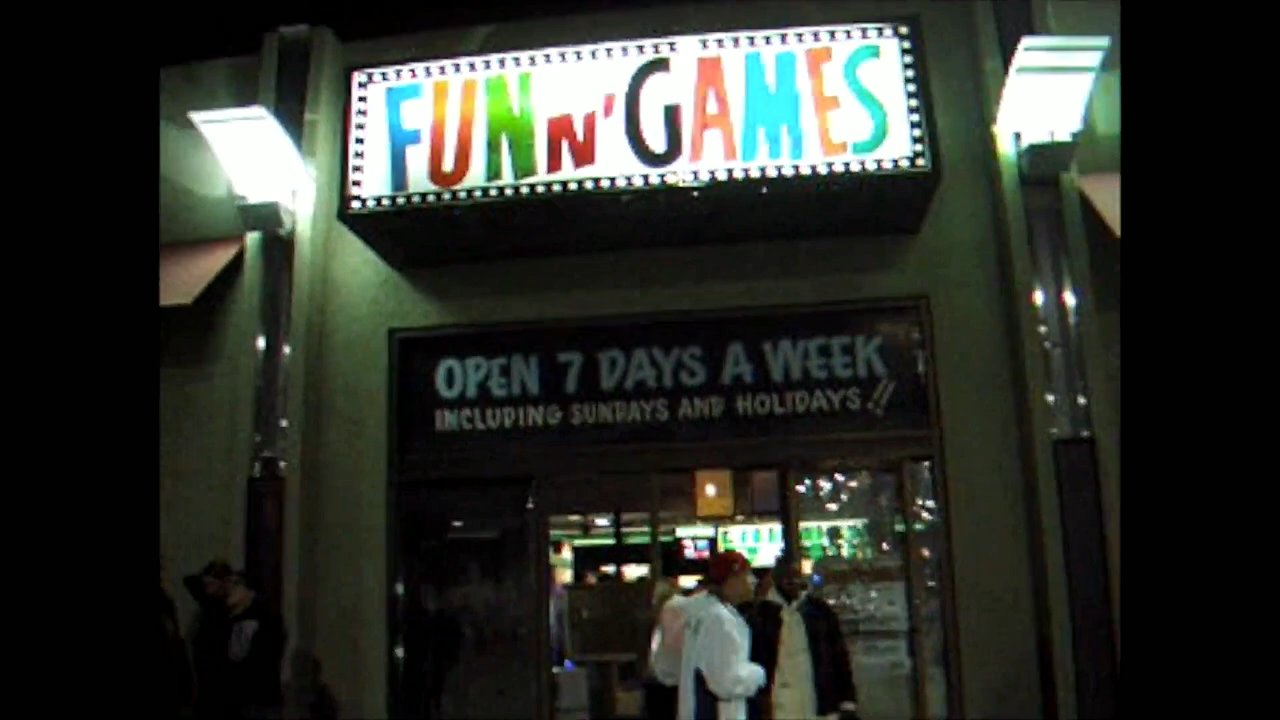 FUN N' GAMES
OPEN 7 DAYS A WEEK
INCLUDING SUNDAYS AND HOLIDAYS!!